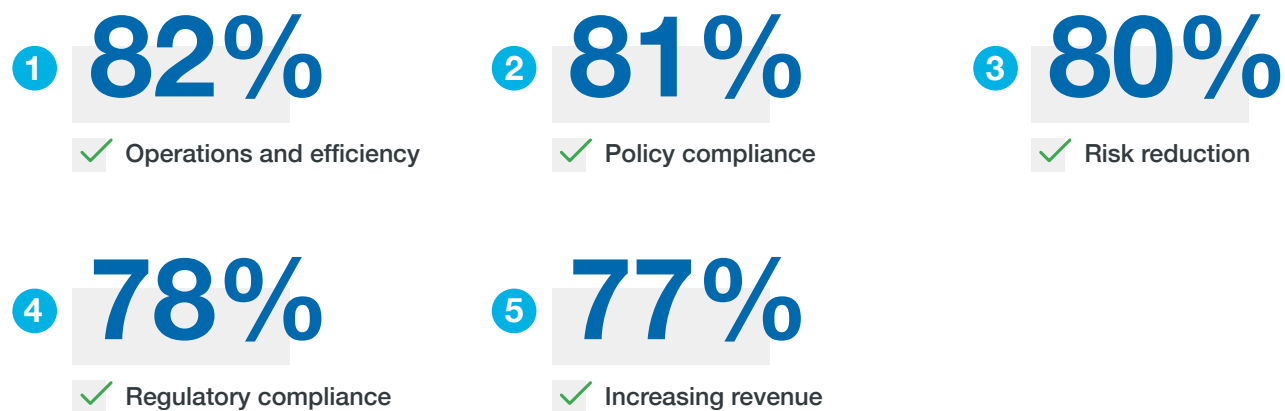 1 82%
Operations and efficiency
2 81%
Policy compliance
3 80%
Risk reduction
4 78%
Regulatory compliance
5 77%
Increasing revenue